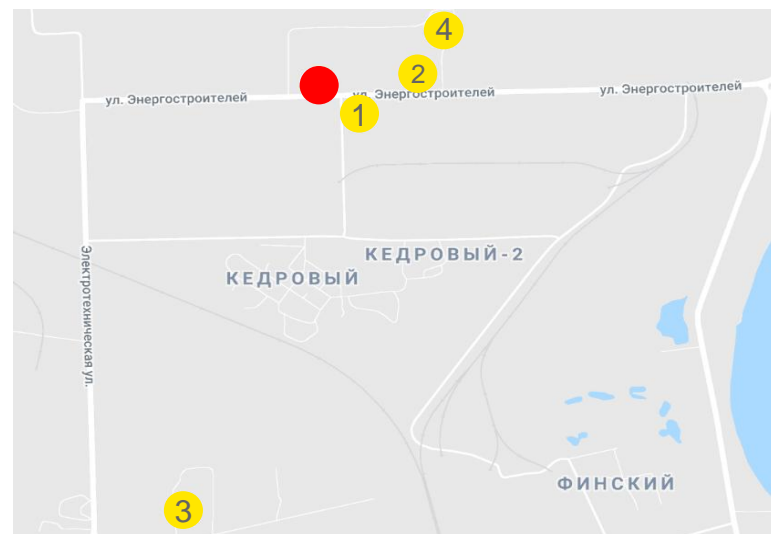 4
2
ул. Энергостроителей
ул. Энергостроителей
ул. Энергостроителей
1
Электротехническая ул.
КЕДРОВЫЙ-2
КЕДРОВЫЙ
ФИНСКИЙ
3